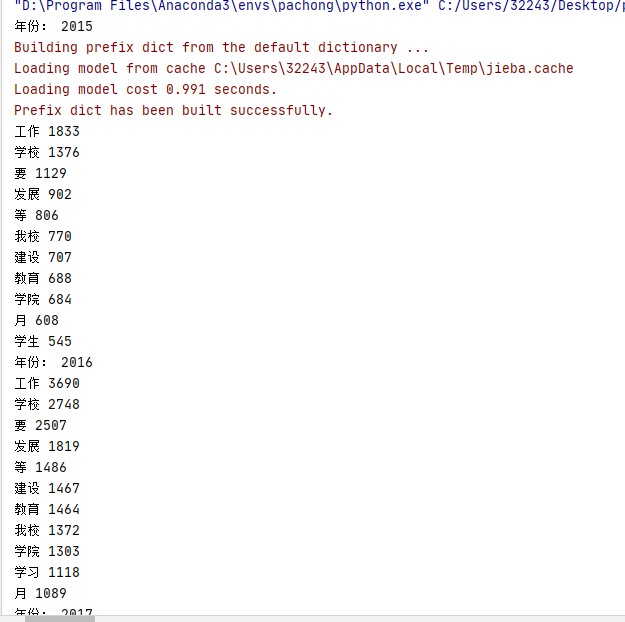 "D:\Program Files\Anaconda3\envs\pachong\python.exe" C:/Users/32243/Desktop/p
年份： 2015
Building prefix dict from the default dictionary ...
Loading model from cache C:\Users\32243\AppData\Local\Temp\jieba.cache
Loading model cost 0.991 seconds.
Prefix dict has been built successfully.
工作 1833
学校 1376
要 1129
发展 902
等 806
我校 770
建设 707
教育 688
学院 684
月 608
学生 545
年份： 2016
工作 3690
学校 2748
要 2507
发展 1819
等 1486
建设 1467
教育 1464
我校 1372
学院 1303
学习 1118
月 1089
年份： 2017